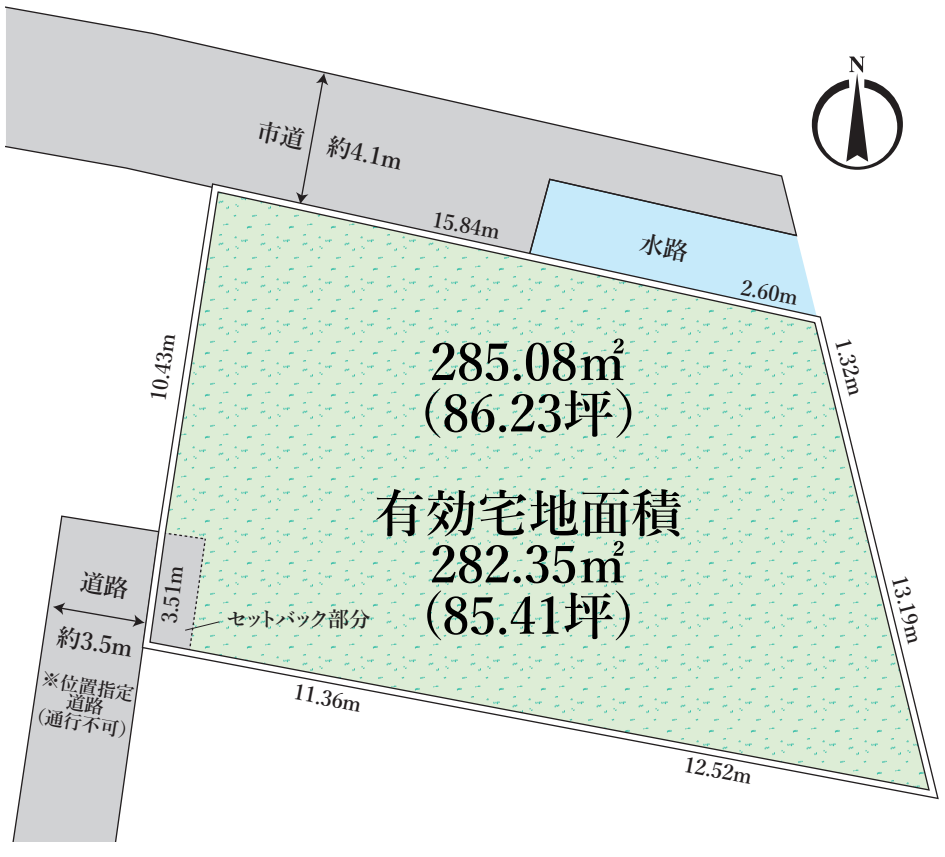 N
市道
約4.1m
15.84m
水路
2.60m
10.43m
1.32m
285.08㎡
（86.23坪）
有効宅地面積
282.35㎡
（85.41坪）
道路
約3.5m
※位置指定
道路
（通行不可）
3.51m
セットバック部分
13.19m
11.36m
12.52m